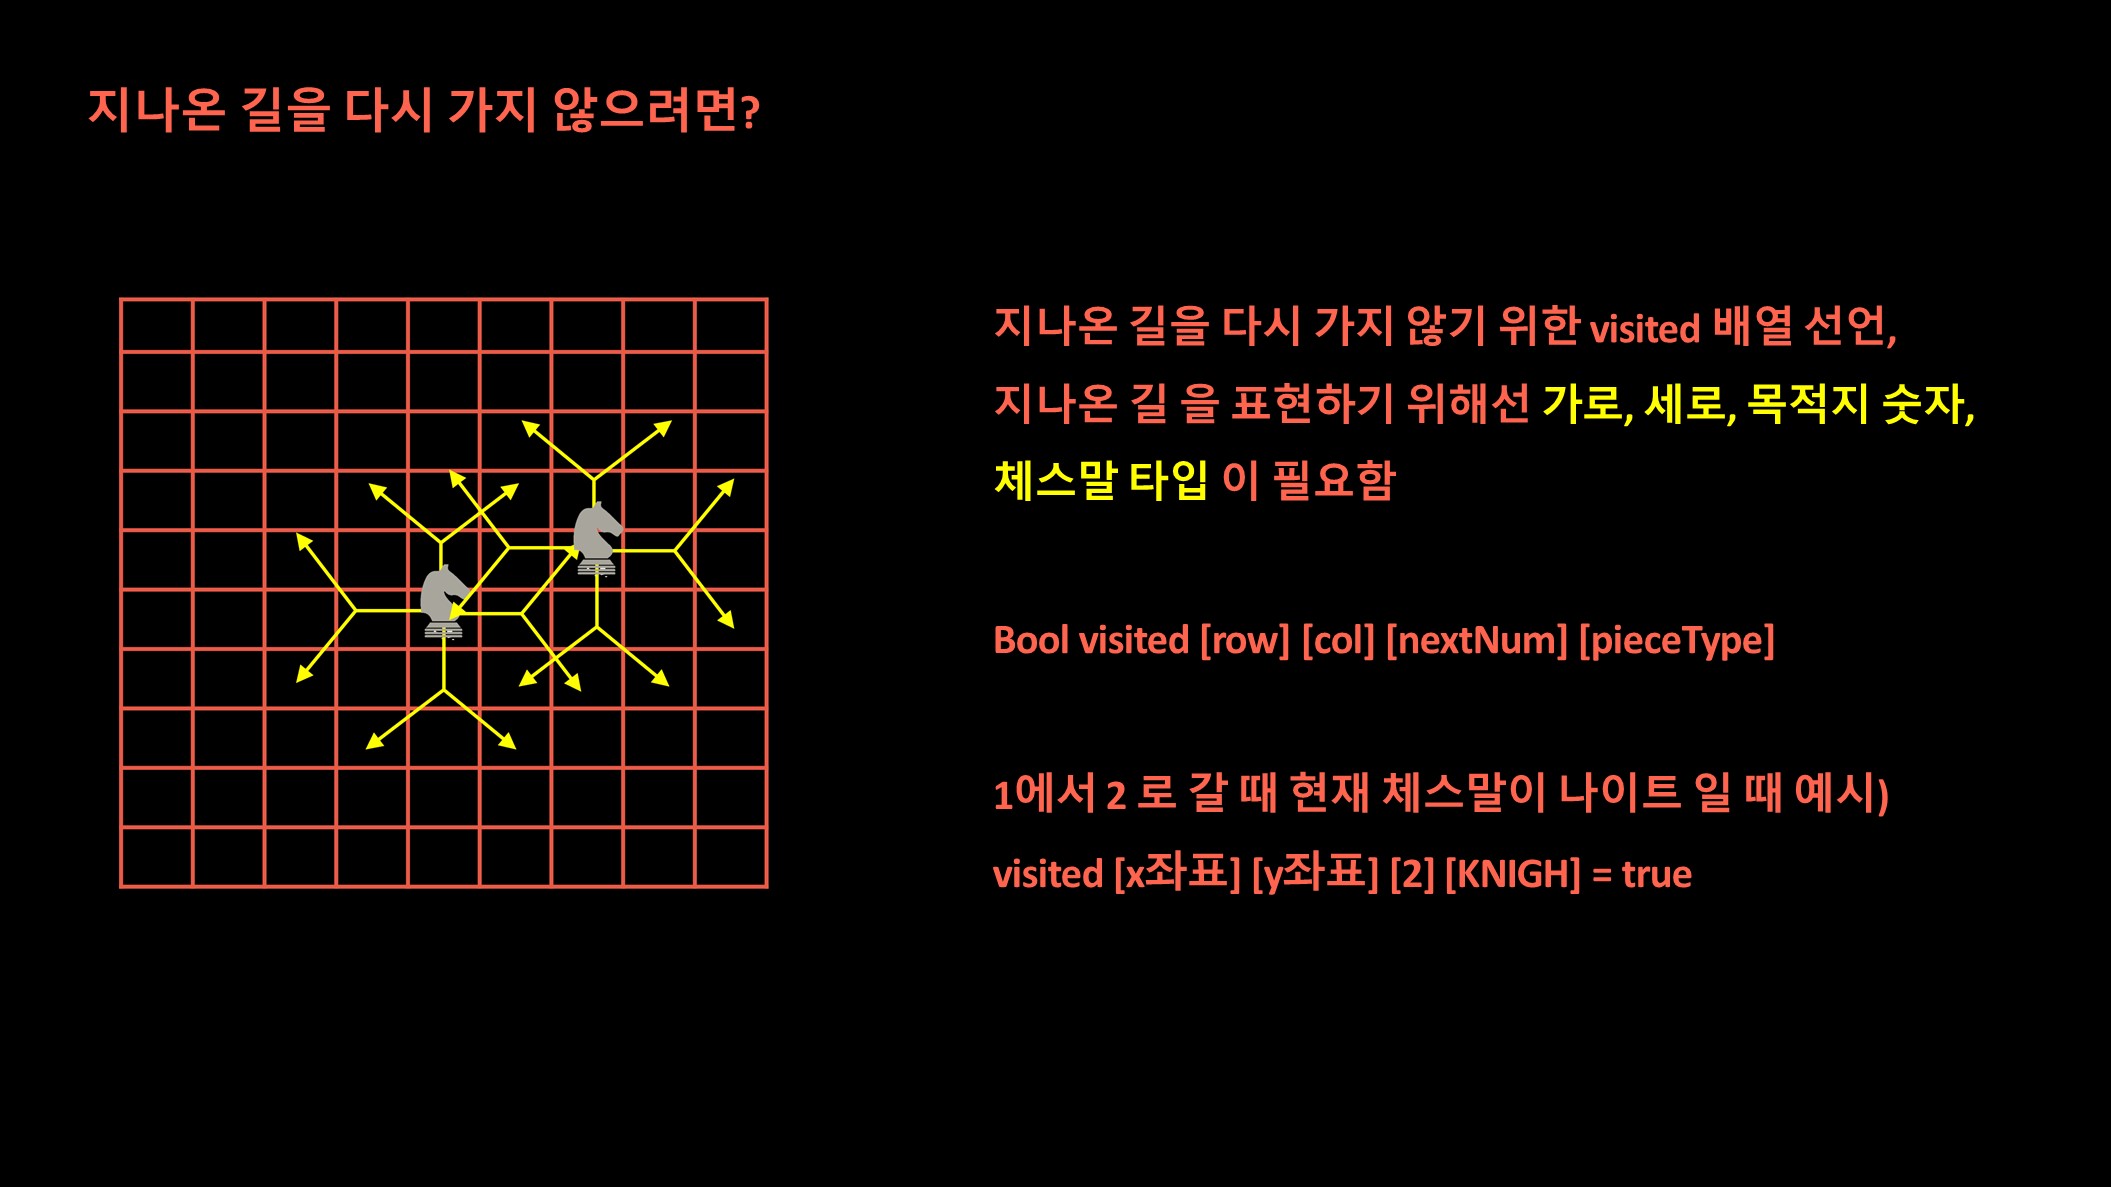 지나온 길을 다시 가지 않으려면?
지나온 길을 다시 가지 않기 위한 visited 배열 선언,
지나온 길 을 표현하기 위해선 가로, 세로, 목적지 숫자,
체스말 타입 이 필요함
Bool visited [row] [col] [nextNum] [pieceType]
1에서 2 로 갈 때 현재 체스말이 나이트 일 때 예시)
visited [x좌표] [y좌표] [2] [KNIGH] = true